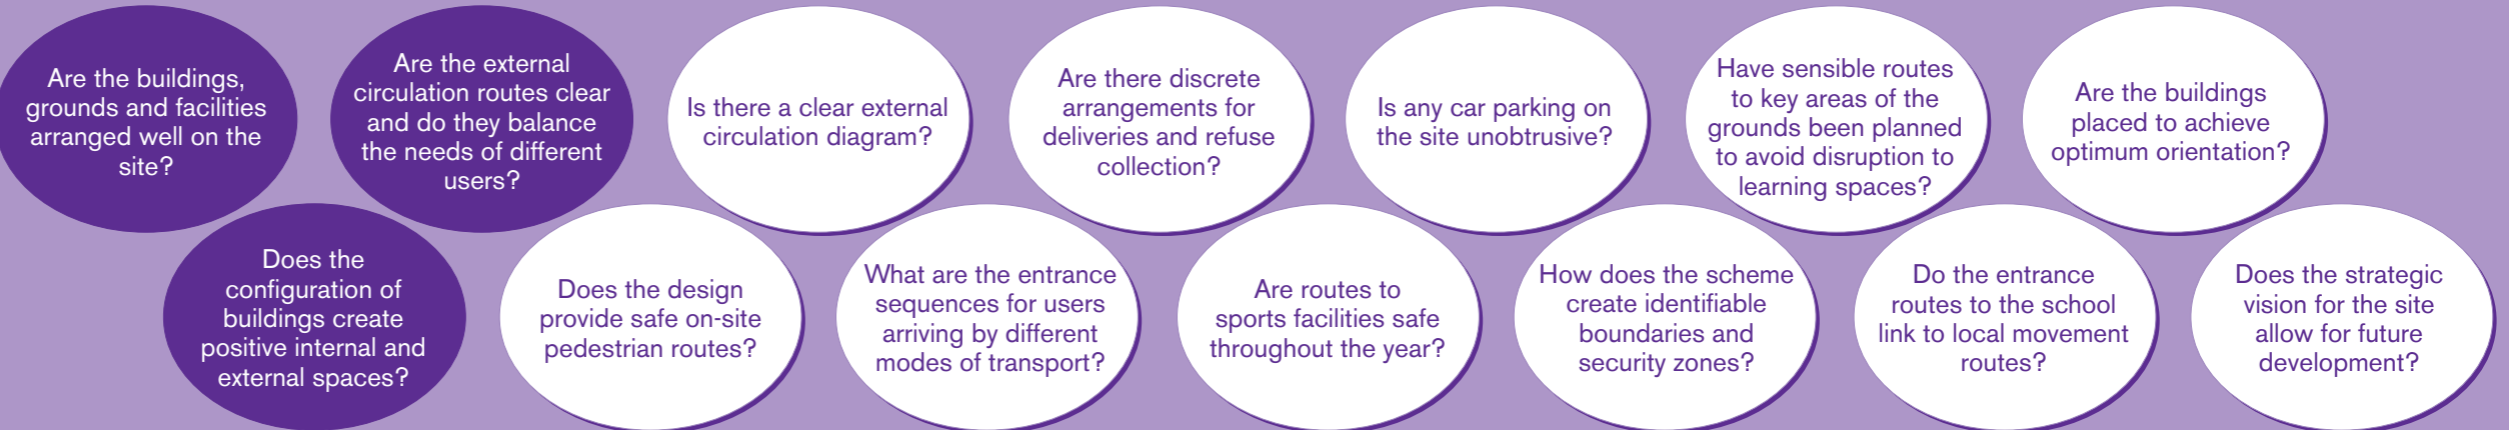 Are the buildings,
grounds and facilities
arranged well on the
site?
Are the external
circulation routes clear
and do they balance
the needs of different
users?
Is there a clear external
circulation diagram?
Are there discrete
arrangements for
deliveries and refuse
collection?
Is any car parking on
the site unobtrusive?
Have sensible routes
to key areas of the
grounds been planned
to avoid disruption to
learning spaces?
Are the buildings
placed to achieve
optimum orientation?
Does the
configuration of
buildings create
positive internal and
external spaces?
Does the design
provide safe on-site
pedestrian routes?
What are the entrance
sequences for users
arriving by different
modes of transport?
Are routes to
sports facilities safe
throughout the year?
How does the scheme
create identifiable
boundaries and
security zones?
Do the entrance
routes to the school
link to local movement
routes?
Does the strategic
vision for the site
allow for future
development?